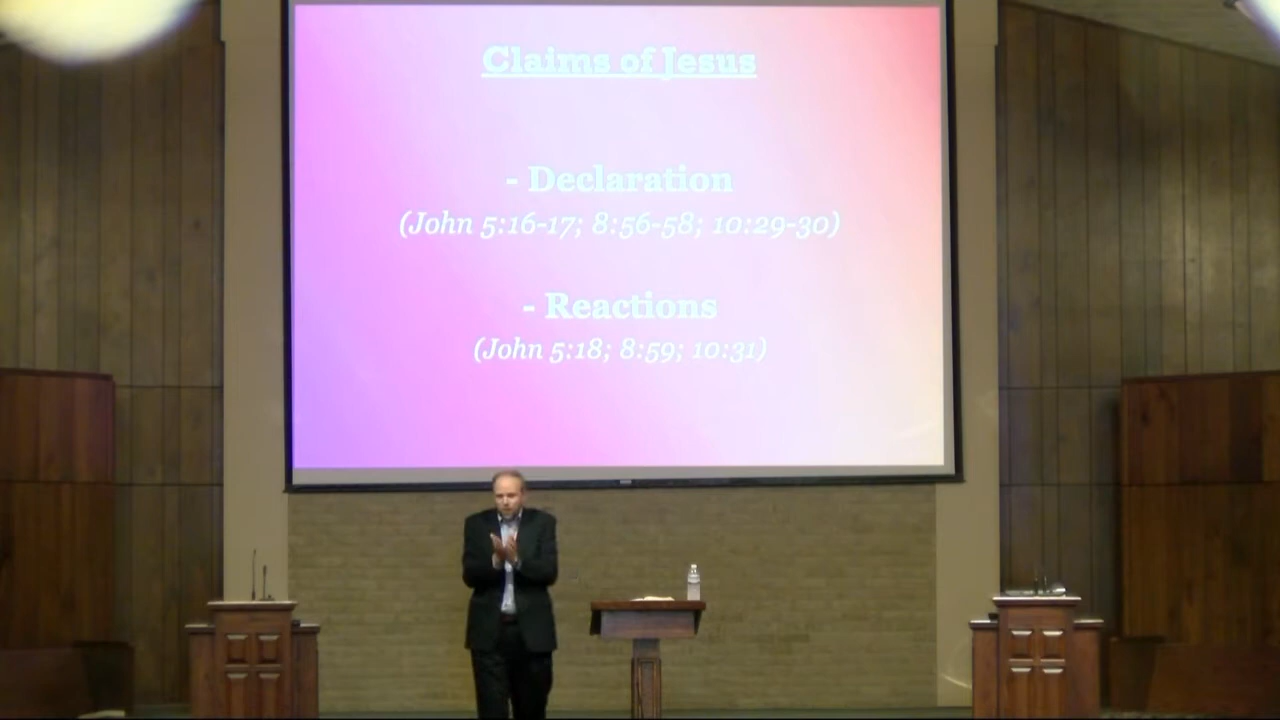 Claims of Jesus
- Declaration
(John 5:16-17; 8:56-58; 10:29-30)
- Reactions
(John 5:18; 8:59; 10:31)